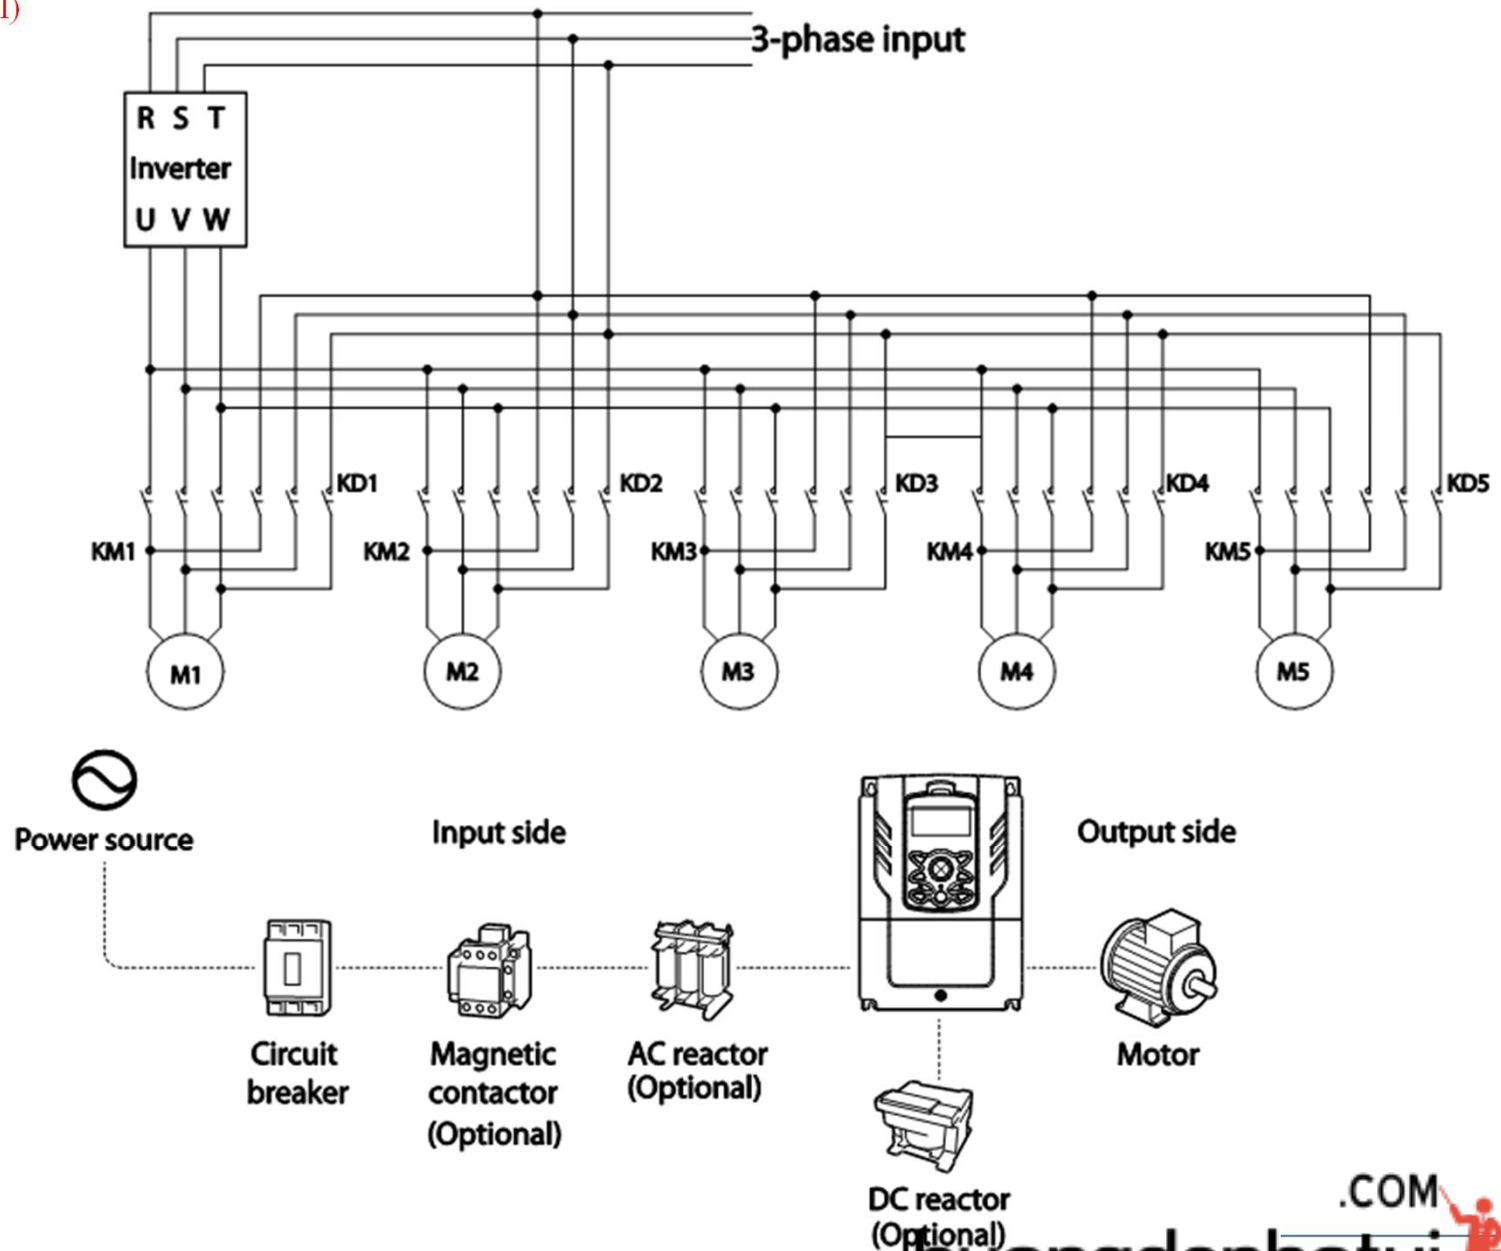 1)
3-phase input
R S T
Inverter
U V W
KD1
KD2
KD3
KD4
KD5
KM1
KM2
KM3
KM4
KM5
M1
M2
M3
M4
M5
Power source
Input side
Output side
Circuit
breaker
Magnetic
contactor
(Optional)
AC reactor
(Optional)
Motor
DC reactor
(Optional)
.COM